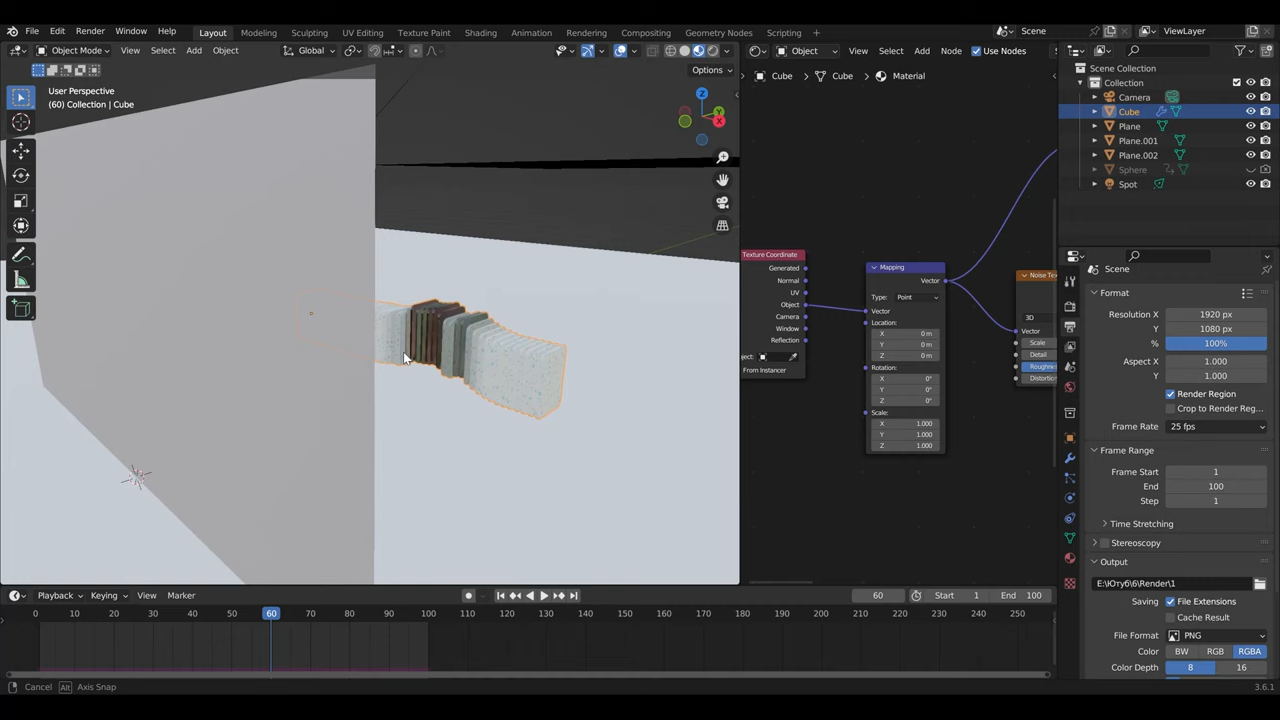 File Edit Render Window Help Layout Modeling Sculpting UV Editing Texture Paint Shading Animation Rendering Compositing Geometry Nodes Scripting Scene ViewLayer
Object Mode View Select Add Object Global
Options
User Perspective
(60) Collection | Cube
Object View Select Add Node Use Nodes
Cube Cube Material
Texture Coordinate
Generated
Normal
UV
Object
Camera
Window
Reflection
From Instancer
Mapping
Vector
Type: Point
Vector
Location:
X 0 m
Y 0 m
Z 0 m
Rotation:
X 0°
Y 0°
Z 0°
Scale:
X 1.000
Y 1.000
Z 1.000
Noise Tex
3D
Vector
Scale
Detail
Roughn
Distortion
Scene Collection
Collection
Camera
Cube
Plane
Plane.001
Plane.002
Sphere
Spot
Scene
Format
Resolution X 1920 px
Y 1080 px
% 100%
Aspect X 1.000
Y 1.000
Render Region
Crop to Render Reg...
Frame Rate 25 fps
Frame Range
Frame Start 1
End 100
Step 1
Time Stretching
Stereoscopy
Output
E:\Ютуб\6\Render\1
Saving File Extensions
Cache Result
File Format PNG
Color BW RGB RGBA
Color Depth 8 16
Playback Keying View Marker 60 Start 1 End 100
0 10 20 30 40 50 60 70 80 90 100 110 120 130 140 150 160 170 180 190 200 210 220 230 240 250
Cancel Alt Axis Snap
3.6.1